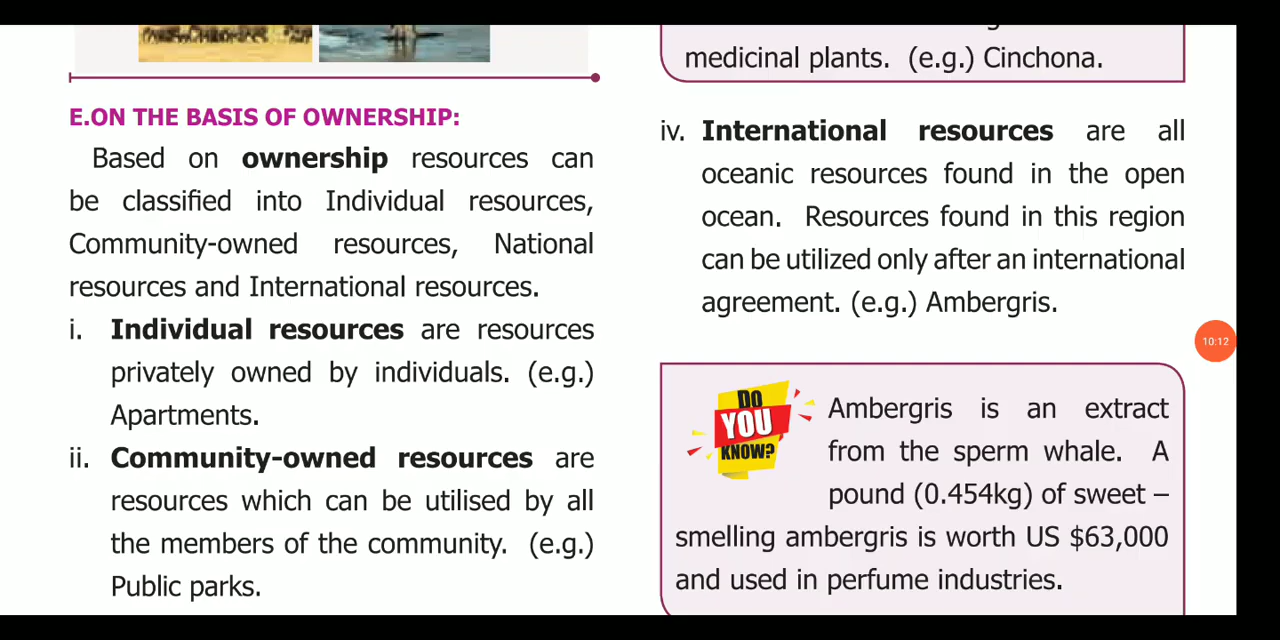 E.ON THE BASIS OF OWNERSHIP:
Based on ownership resources can
be classified into Individual resources,
Community-owned resources, National
resources and International resources.
i. Individual resources are resources
privately owned by individuals. (e.g.)
Apartments.
ii. Community-owned resources are
resources which can be utilised by all
the members of the community. (e.g.)
Public parks.
medicinal plants. (e.g.) Cinchona.
iv. International resources are all
oceanic resources found in the open
ocean. Resources found in this region
can be utilized only after an international
agreement. (e.g.) Ambergris.
10:12
DO
YOU
KNOW?
Ambergris is an extract
from the sperm whale. A
pound (0.454kg) of sweet –
smelling ambergris is worth US $63,000
and used in perfume industries.